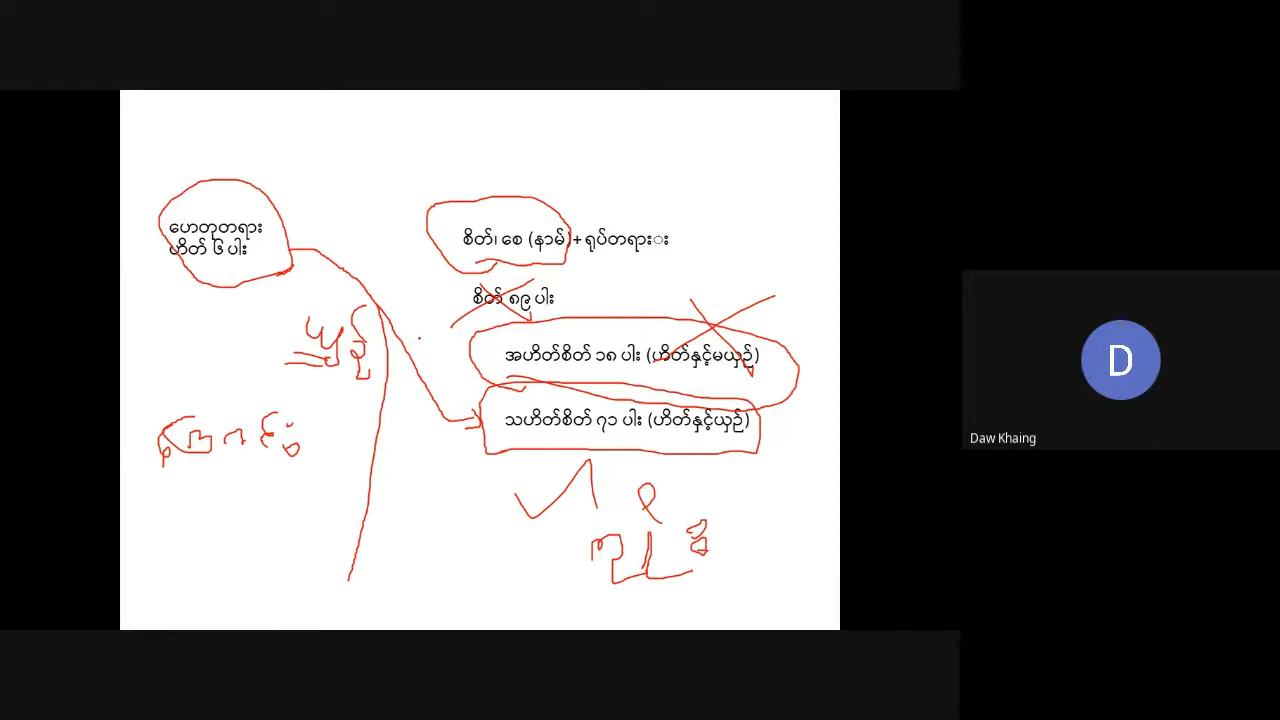 ဟေတုတရား
ဟိတ် ၆ ပါး
စိတ်၊ စေ (နာမ်) + ရုပ်တရားး
စိတ် ၈၉ ပါး
အဟိတ်စိတ် ၁၈ ပါး (ဟိတ်နှင့်မယှဉ်)
သဟိတ်စိတ် ၇၁ ပါး (ဟိတ်နှင့်ယှဉ်)
D
Daw Khaing